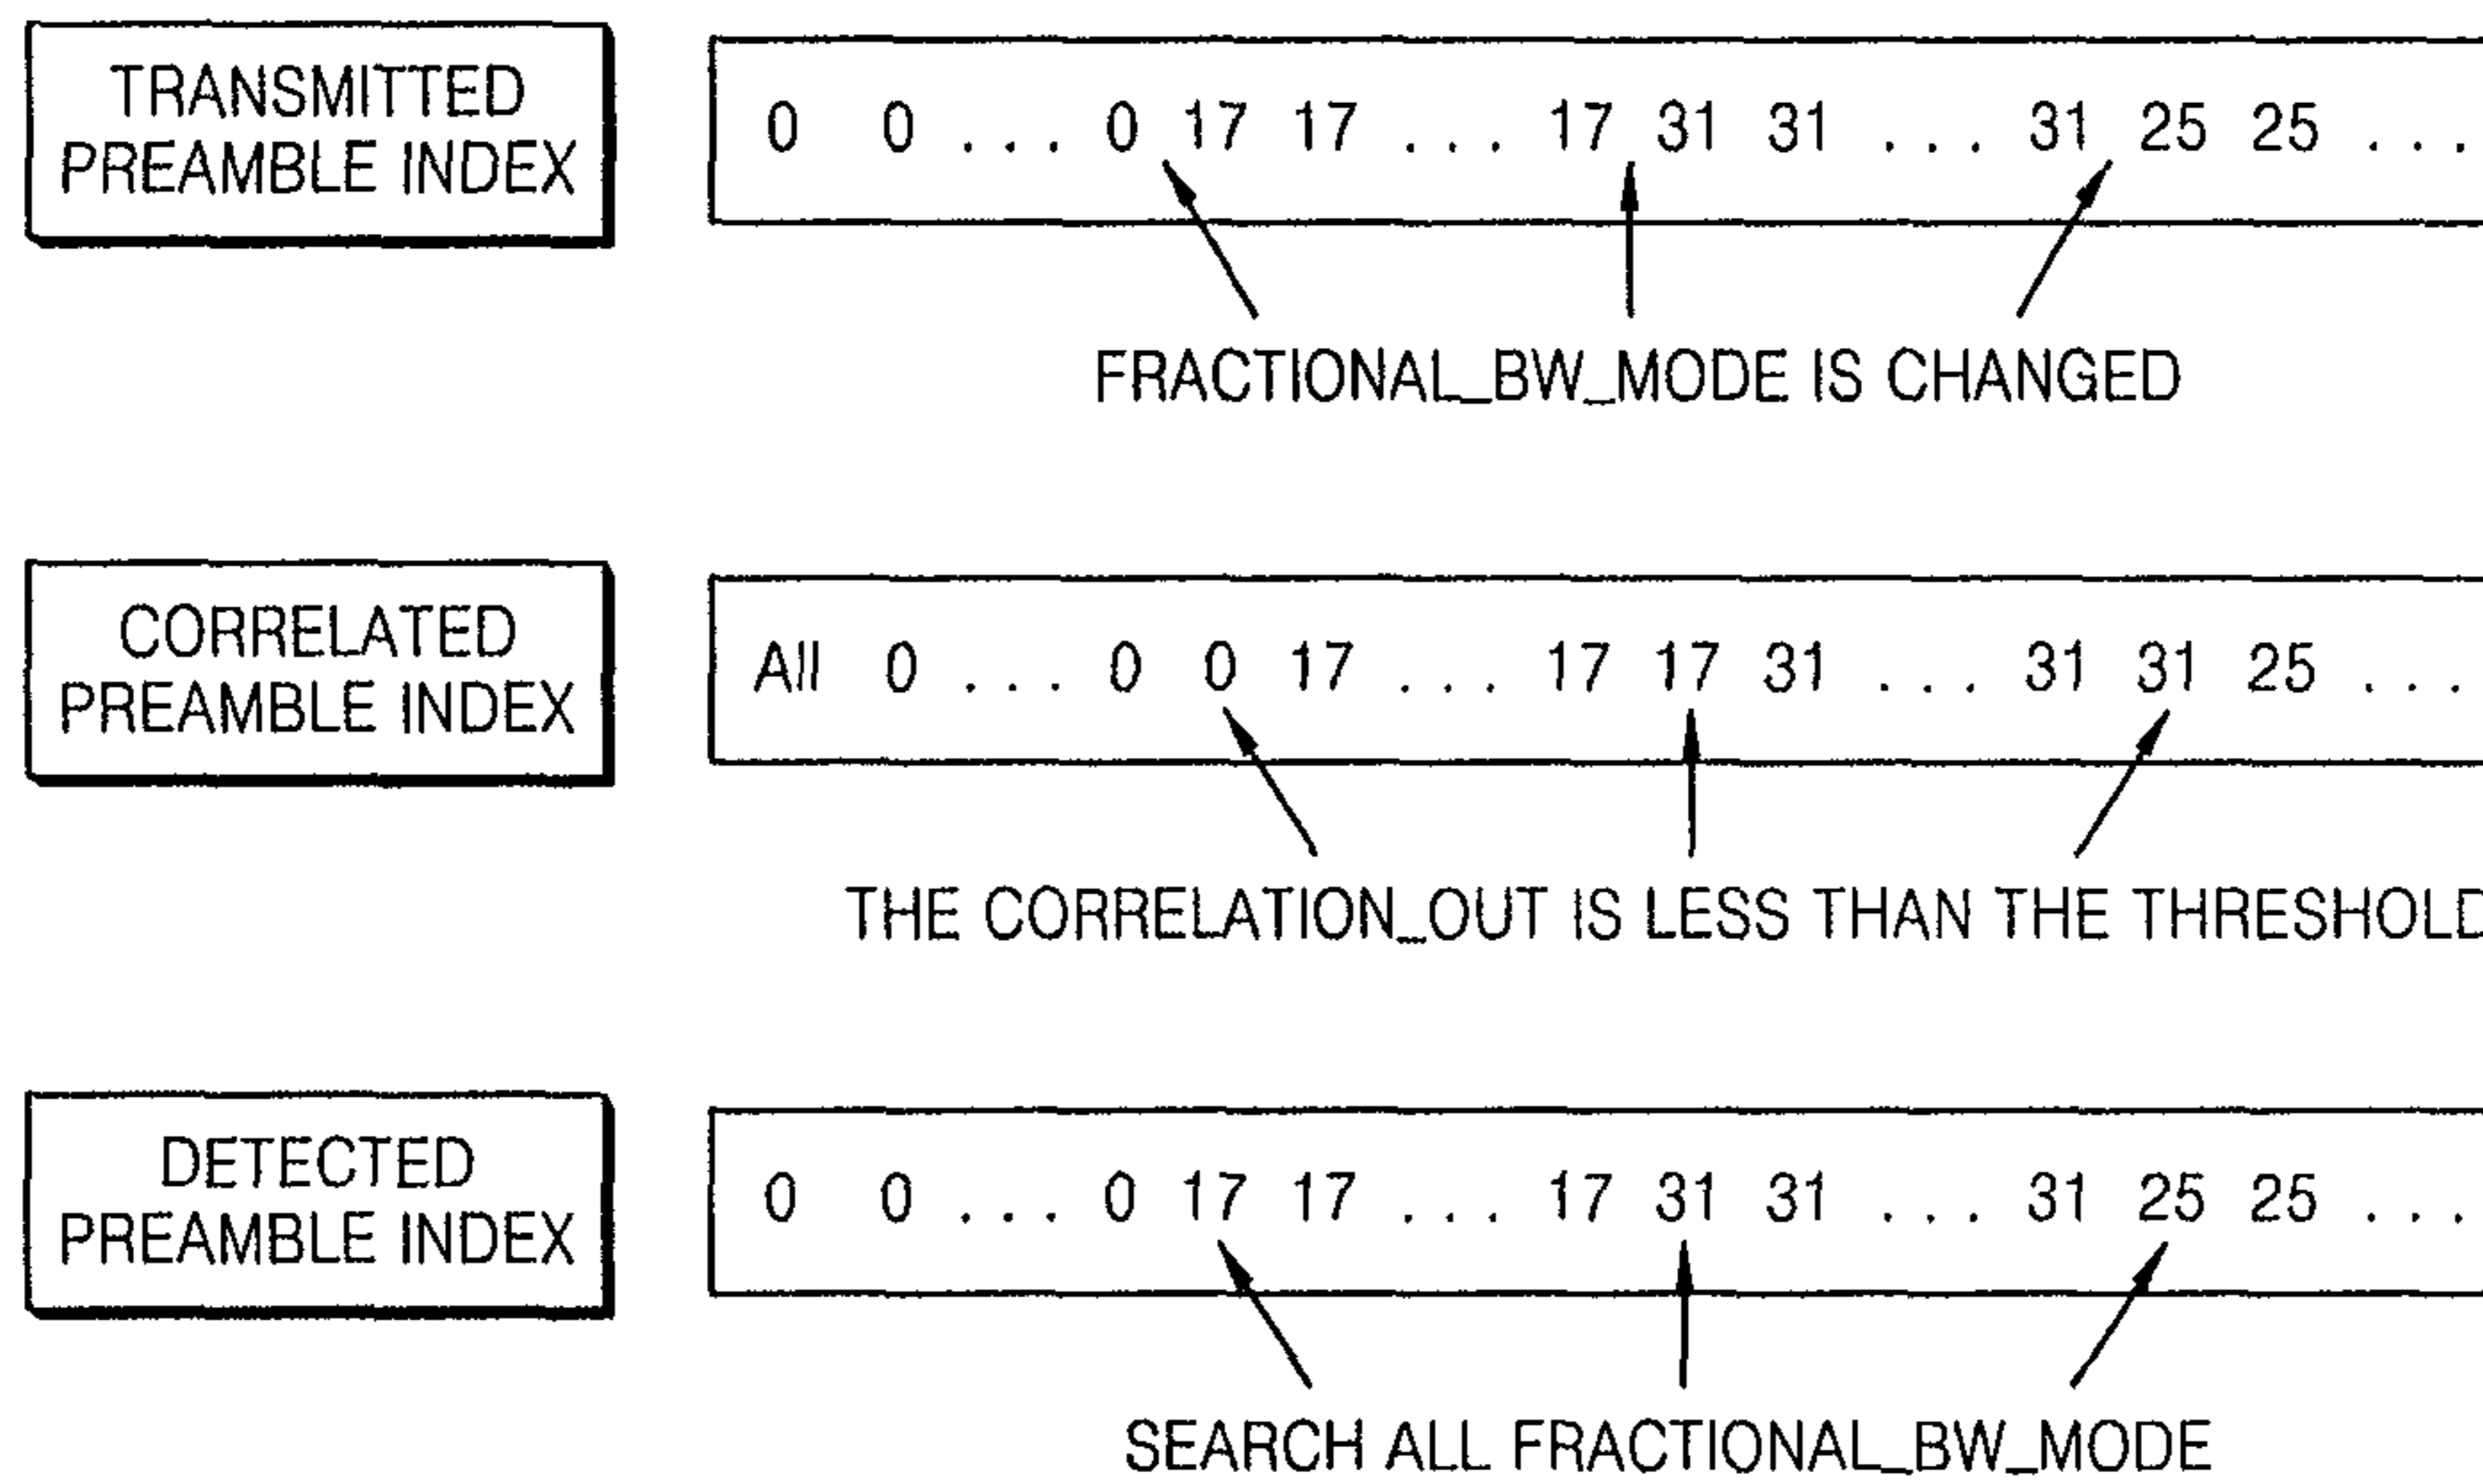 TRANSMITTED
PREAMBLE INDEX
0 0 ... 0 17 17 ... 17 31 31 ... 31 25 25 ...
FRACTIONAL_BW_MODE IS CHANGED
CORRELATED
PREAMBLE INDEX
All 0 ... 0 0 17 ... 17 17 31 ... 31 31 25 ...
THE CORRELATION_OUT IS LESS THAN THE THRESHOLD
DETECTED
PREAMBLE INDEX
0 0 ... 0 17 17 ... 17 31 31 ... 31 25 25 ...
SEARCH ALL FRACTIONAL_BW_MODE